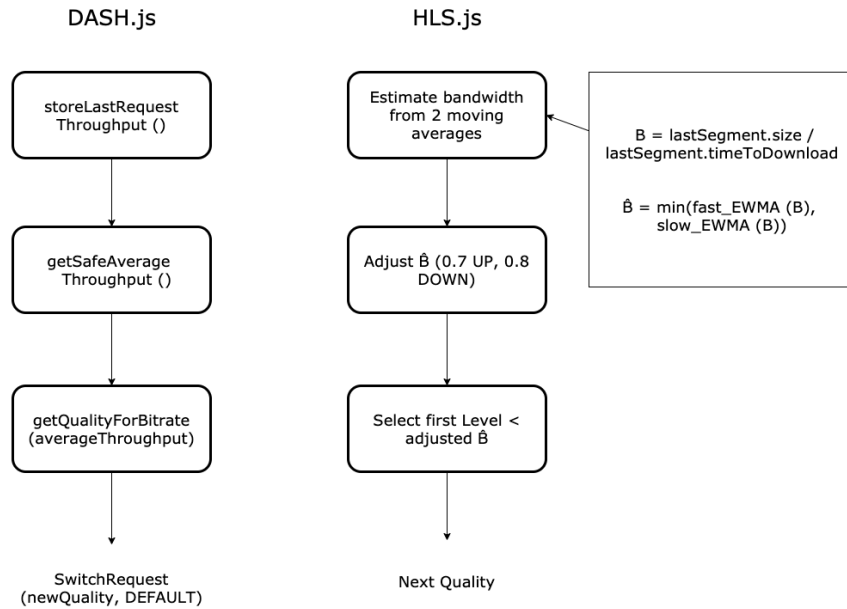 DASH.js
storeLastRequest
Throughput ()
getSafeAverage
Throughput ()
getQualityForBitrate
(averageThroughput)
SwitchRequest
(newQuality, DEFAULT)
HLS.js
Estimate bandwidth
from 2 moving
averages
Adjust B̂ (0.7 UP, 0.8
DOWN)
Select first Level <
adjusted B̂
Next Quality
B = lastSegment.size /
lastSegment.timeToDownload
B̂ = min(fast_EWMA (B),
slow_EWMA (B))